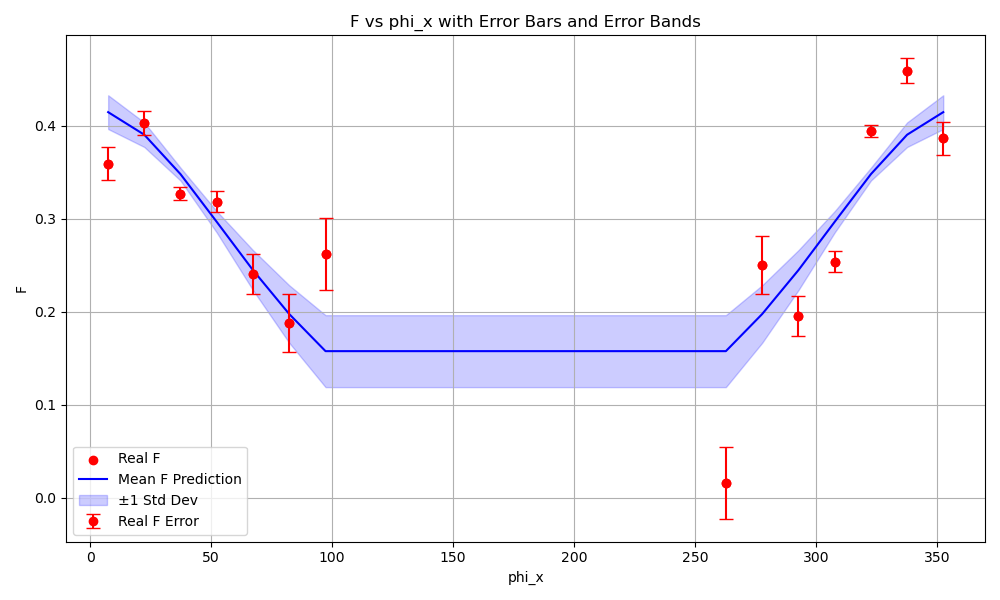 F vs phi_x with Error Bars and Error Bands
F
0.4
0.3
0.2
0.1
0.0
Real F
Mean F Prediction
±1 Std Dev
Real F Error
0 50 100 150 200 250 300 350
phi_x